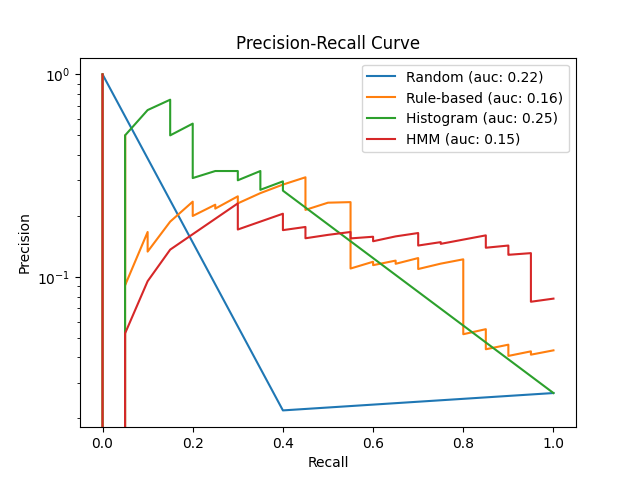 Precision-Recall Curve
Random (auc: 0.22)
Rule-based (auc: 0.16)
Histogram (auc: 0.25)
HMM (auc: 0.15)
Precision
10⁰
10⁻¹
0.0 0.2 0.4 0.6 0.8 1.0
Recall